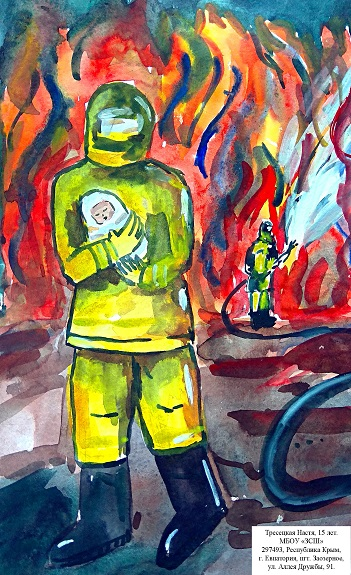 Тресецкая Настя, 15 лет.
МБОУ «ЗСШ»
297493, Республика Крым,
г. Евпатория, пгт. Заозерное,
ул. Аллея Дружбы, 91.